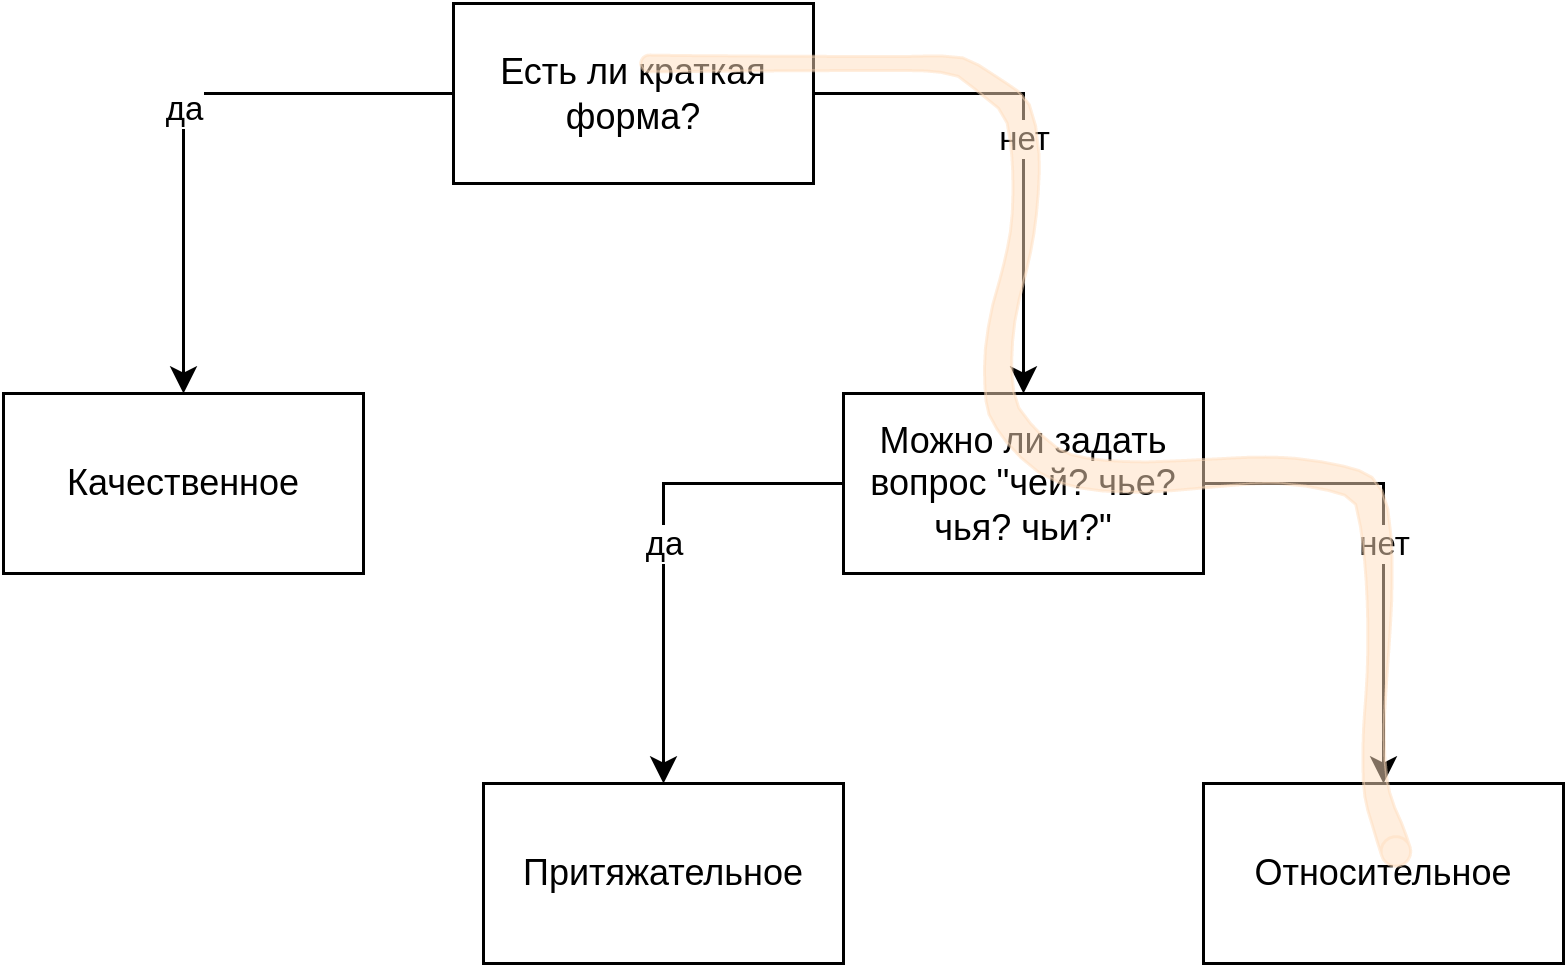 Есть ли краткая
форма?
да
нет
Качественное
Можно ли задать
вопрос "чей? чье?
чья? чьи?"
да
нет
Притяжательное
Относительное